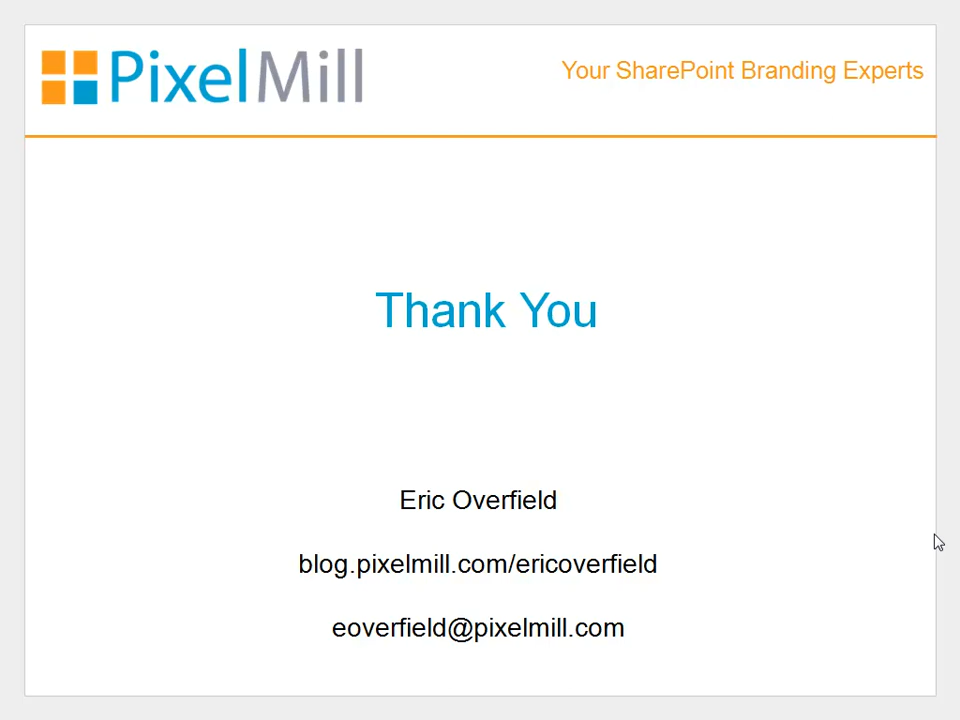 PixelMill
Your SharePoint Branding Experts
Thank You
Eric Overfield
blog.pixelmill.com/ericoverfield
eoverfield@pixelmill.com